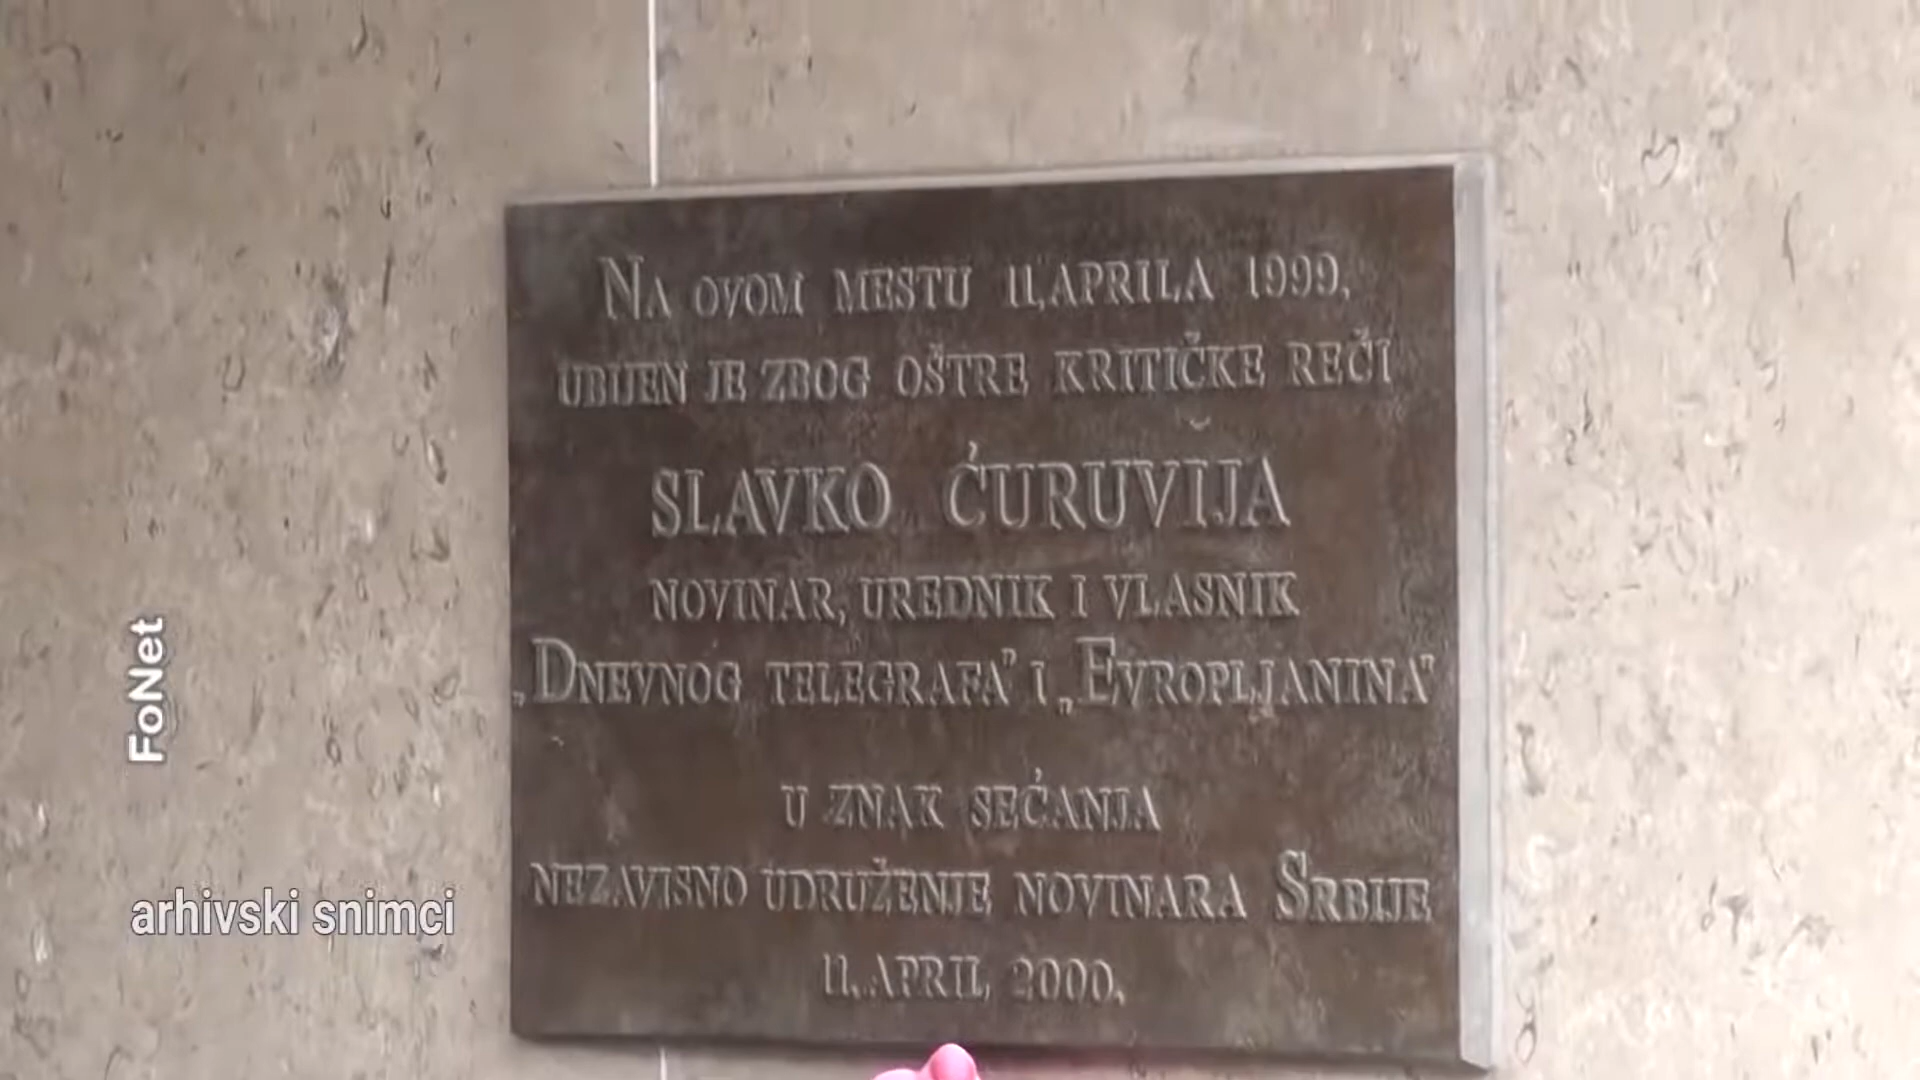 NA OVOM MESTU 11. APRILA 1999.
UBIJEN JE ZBOG OŠTRE KRITIČKE REČI
SLAVKO ĆURUVIJA
NOVINAR, UREDNIK I VLASNIK
„DNEVNOG TELEGRAFA” I „EVROPLJANINA”
U ZNAK SEĆANJA
NEZAVISNO UDRUŽENJE NOVINARA SRBIJE
11. APRIL 2000.
FoNet
arhivski snimci